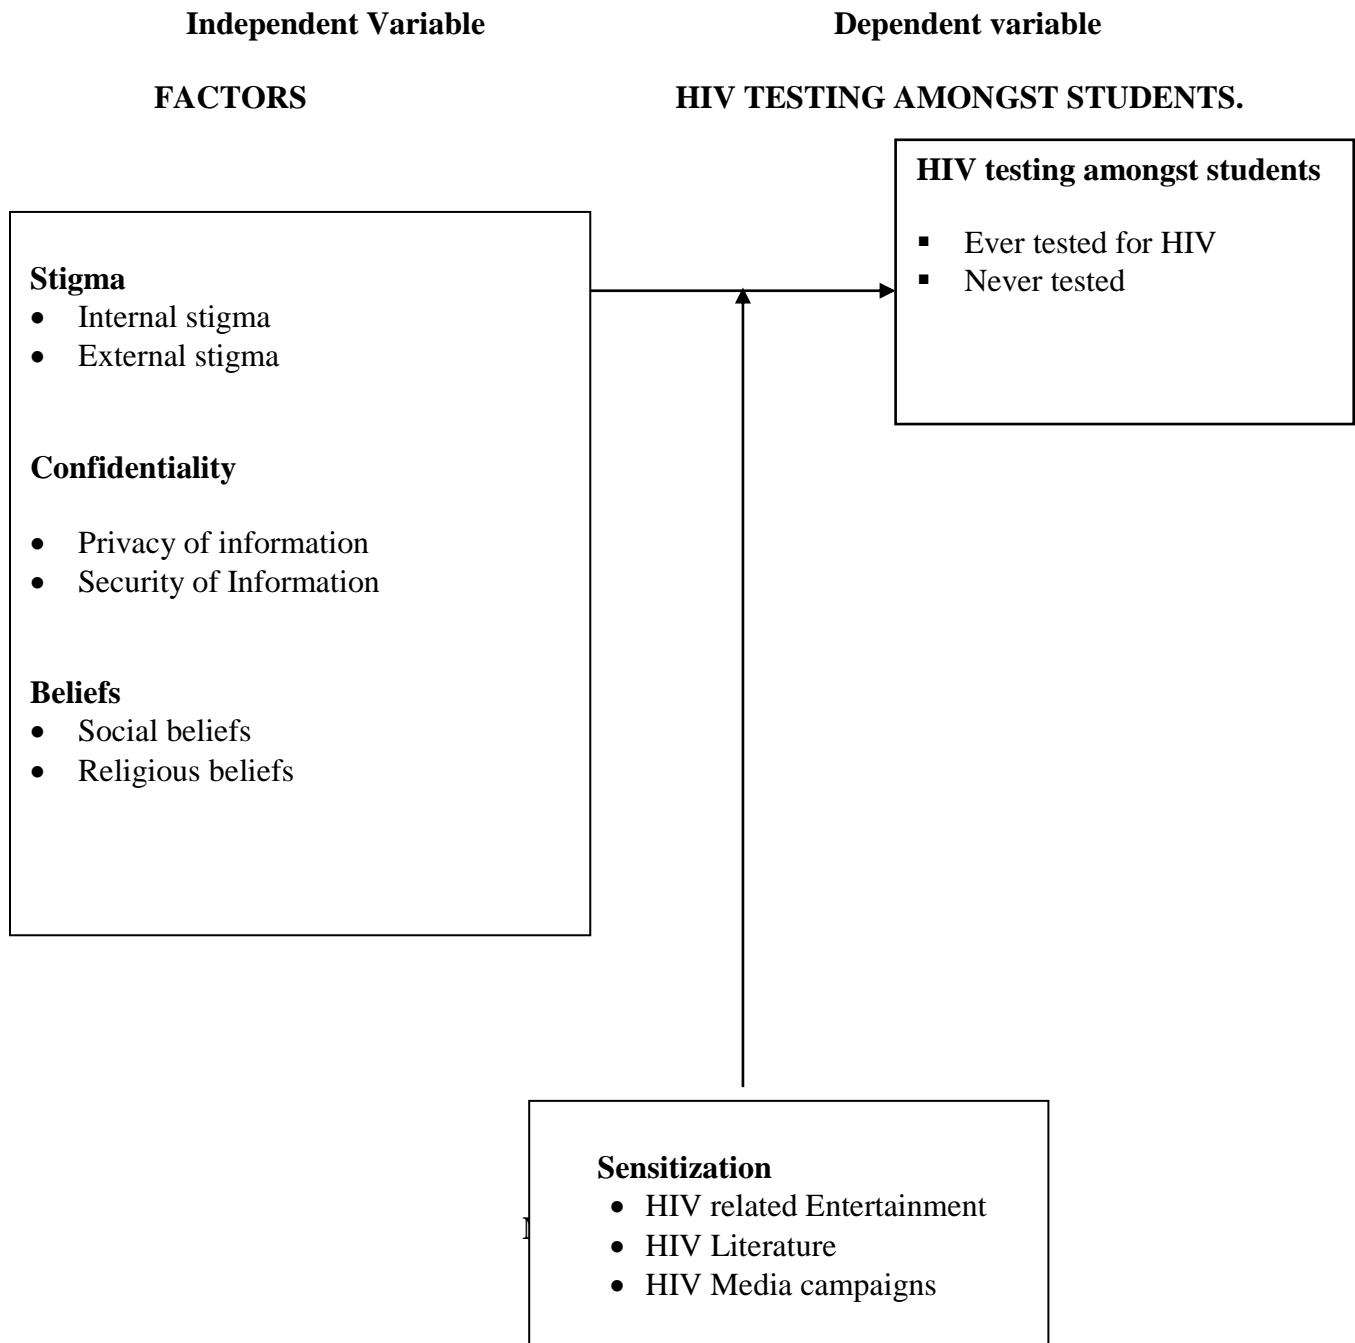 Independent Variable Dependent variable
FACTORS HIV TESTING AMONGST STUDENTS.
HIV testing amongst students
▪ Ever tested for HIV
▪ Never tested
Stigma
• Internal stigma
• External stigma
Confidentiality
• Privacy of information
• Security of Information
Beliefs
• Social beliefs
• Religious beliefs
Sensitization
• HIV related Entertainment
• HIV Literature
• HIV Media campaigns